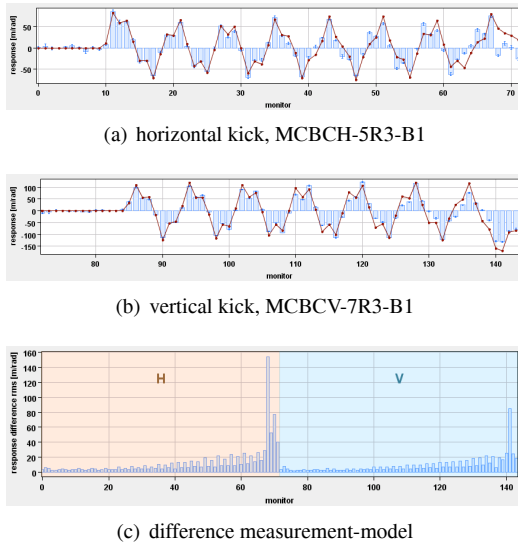 response [m/rad]
50
0
-50
0 10 20 30 40 50 60 70
monitor
(a) horizontal kick, MCBCH-5R3-B1
response [m/rad]
100
50
0
-50
-100
-150
80 90 100 110 120 130 140
monitor
(b) vertical kick, MCBCV-7R3-B1
response difference rms [m/rad]
160
140
120
100
80
60
40
20
0
H V
0 20 40 60 80 100 120 140
monitor
(c) difference measurement-model